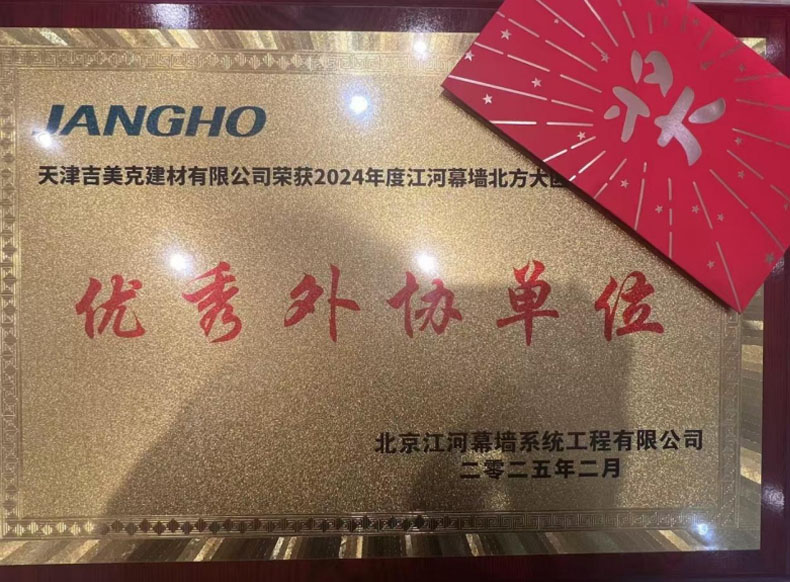 JANGHO
天津吉美克建材有限公司荣获2024年度江河幕墙北方大区
优秀外协单位
北京江河幕墙系统工程有限公司
二零二五年二月